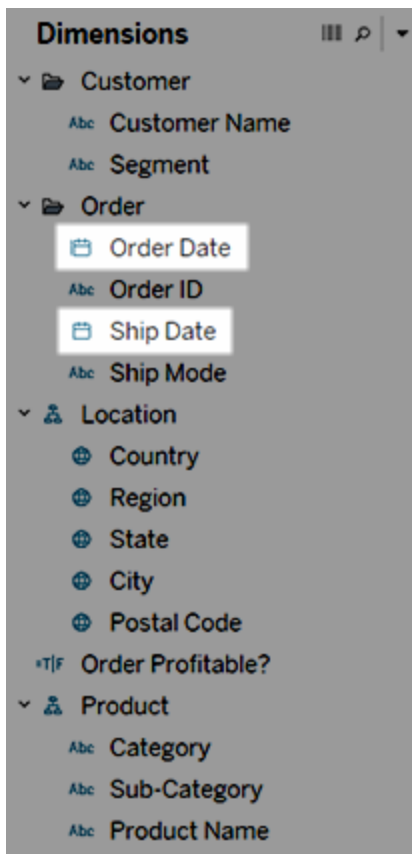 Dimensions
Customer
Abc Customer Name
Abc Segment
Order
Order Date
Abc Order ID
Ship Date
Abc Ship Mode
Location
Country
Region
State
City
Postal Code
=T|F Order Profitable?
Product
Abc Category
Abc Sub-Category
Abc Product Name